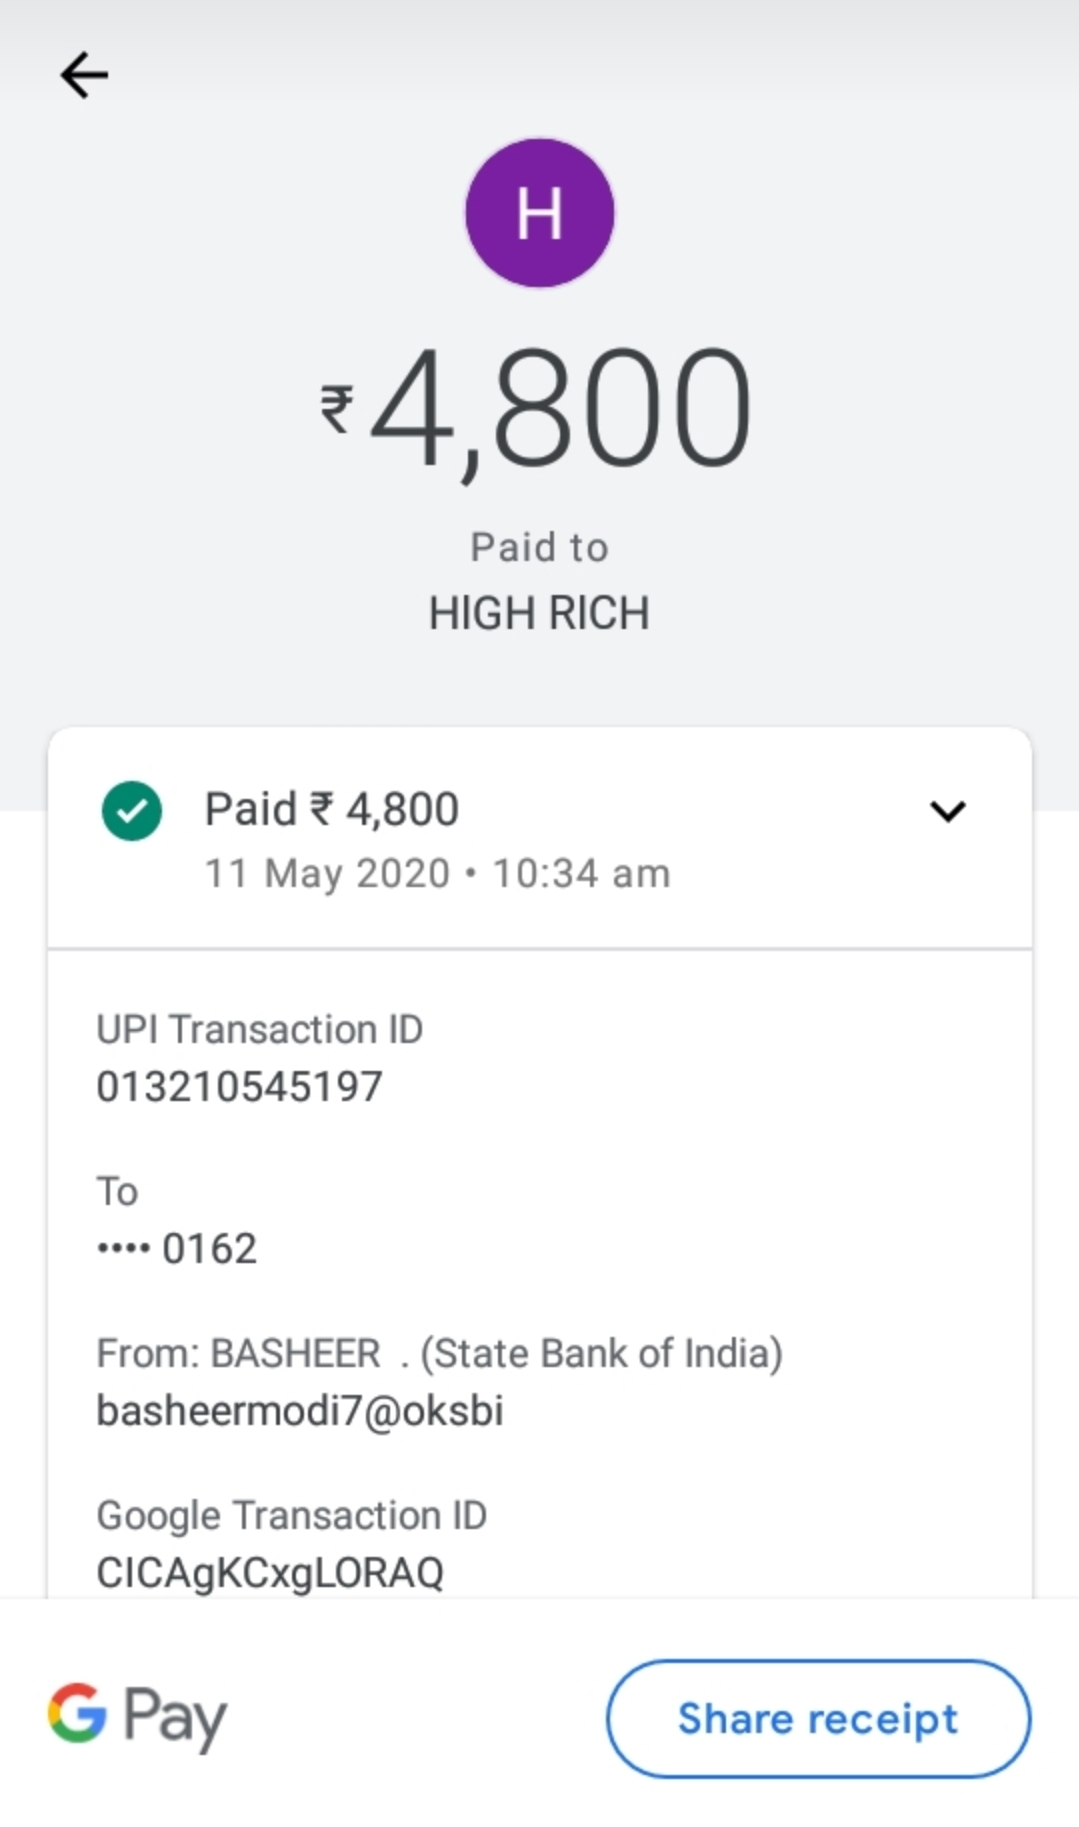 H
₹4,800
Paid to
HIGH RICH
Paid ₹ 4,800
11 May 2020 • 10:34 am
UPI Transaction ID
013210545197
To
•••• 0162
From: BASHEER . (State Bank of India)
basheermodi7@oksbi
Google Transaction ID
CICAgKCxgLORAQ
G Pay
Share receipt